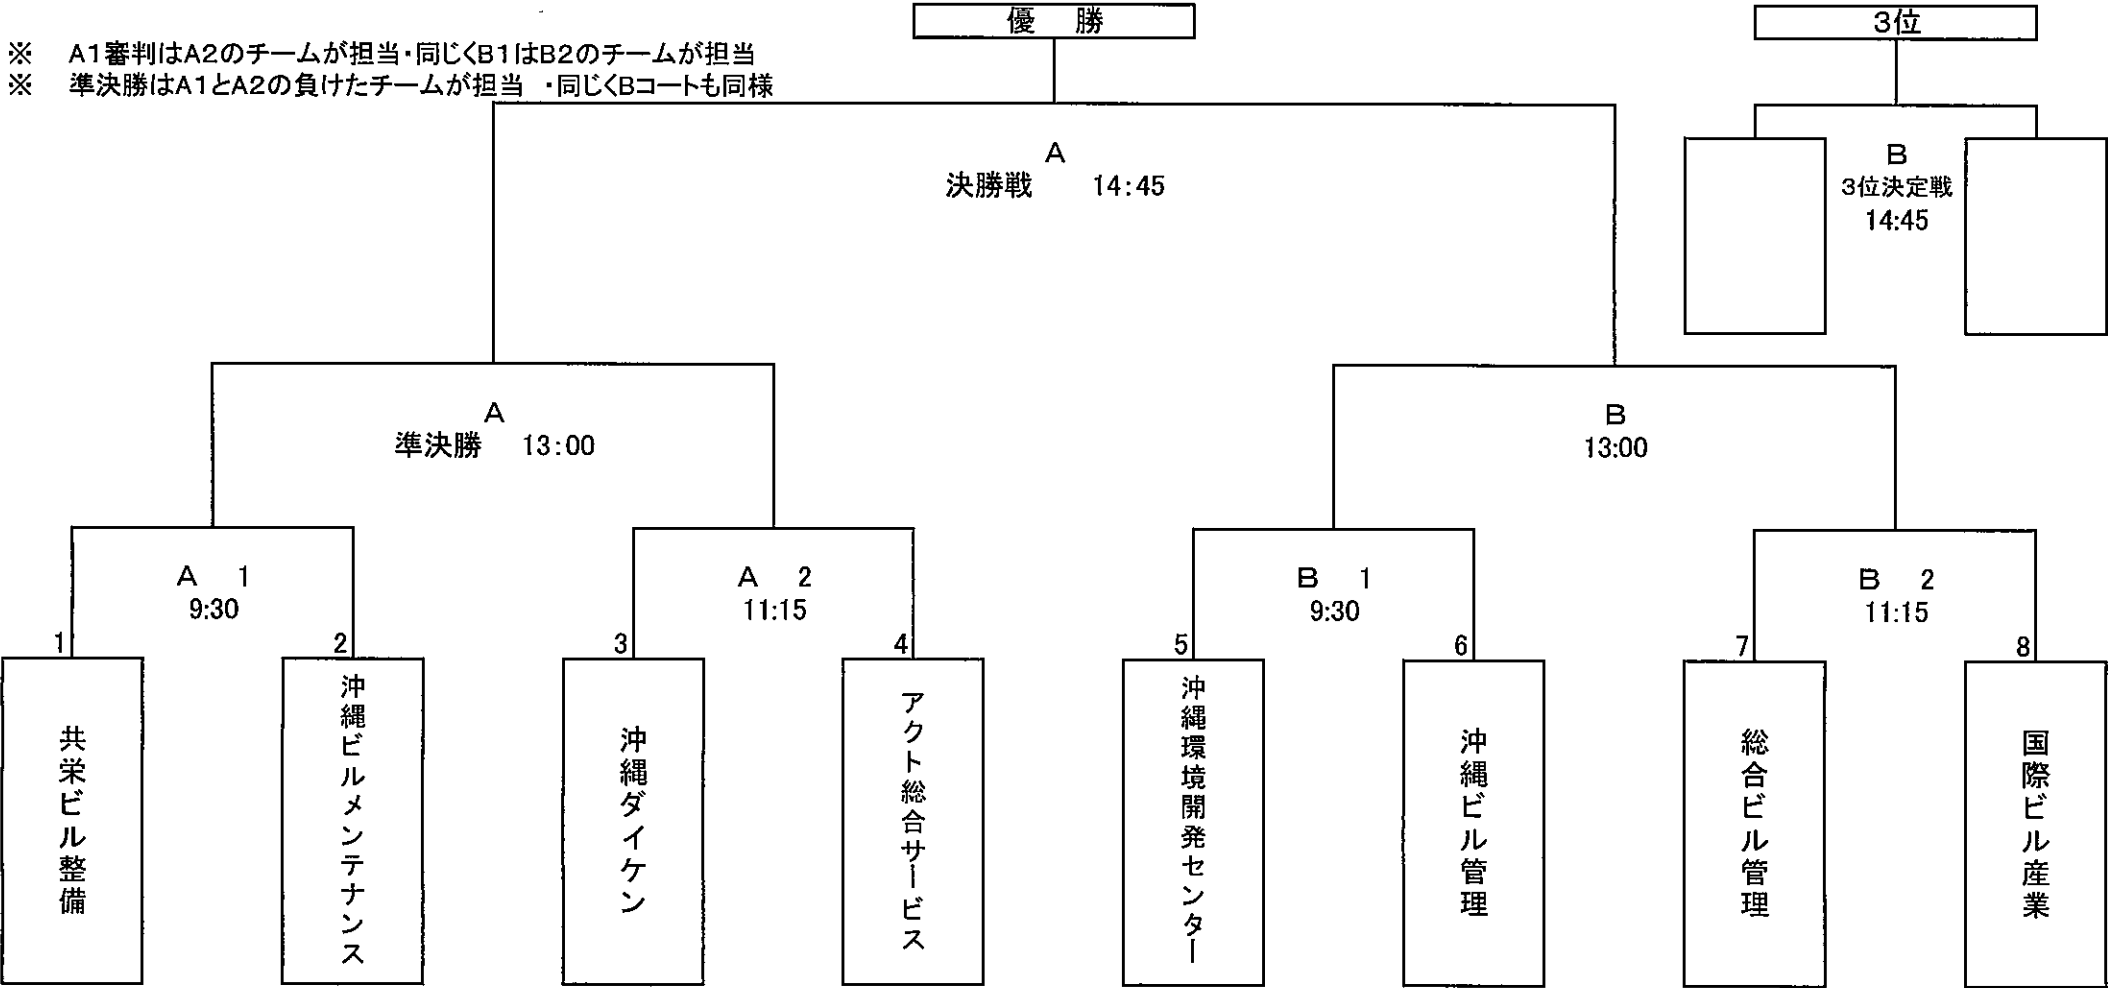 優 勝
3位
※ A1審判はA2のチームが担当・同じくB1はB2のチームが担当
※ 準決勝はA1とA2の負けたチームが担当 ・同じくBコートも同様
A
決勝戦 14:45
B
3位決定戦
14:45
A
準決勝 13:00
B
13:00
A 1
9:30
A 2
11:15
B 1
9:30
B 2
11:15
1
2
3
4
5
6
7
8
共栄ビル整備
沖縄ビルメンテナンス
沖縄ダイケン
アクト総合サービス
沖縄環境開発センター
沖縄ビル管理
総合ビル管理
国際ビル産業